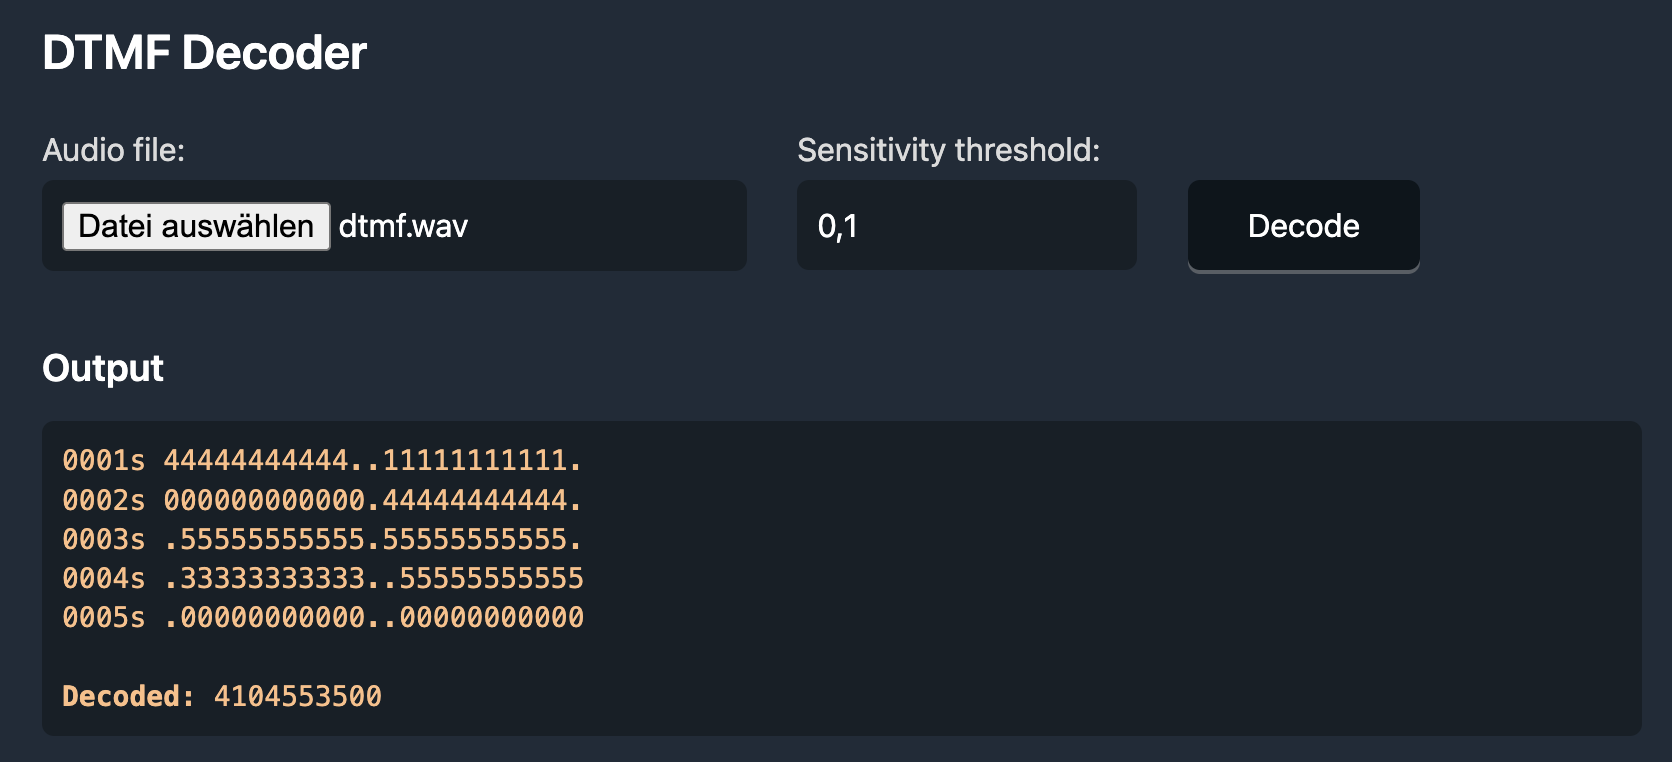 DTMF Decoder
Audio file:
Sensitivity threshold:
Datei auswählen dtmf.wav
0,1
Decode
Output
0001s 44444444444..11111111111.
0002s 000000000000.44444444444.
0003s .55555555555.55555555555.
0004s .33333333333..55555555555
0005s .00000000000..00000000000
Decoded: 4104553500